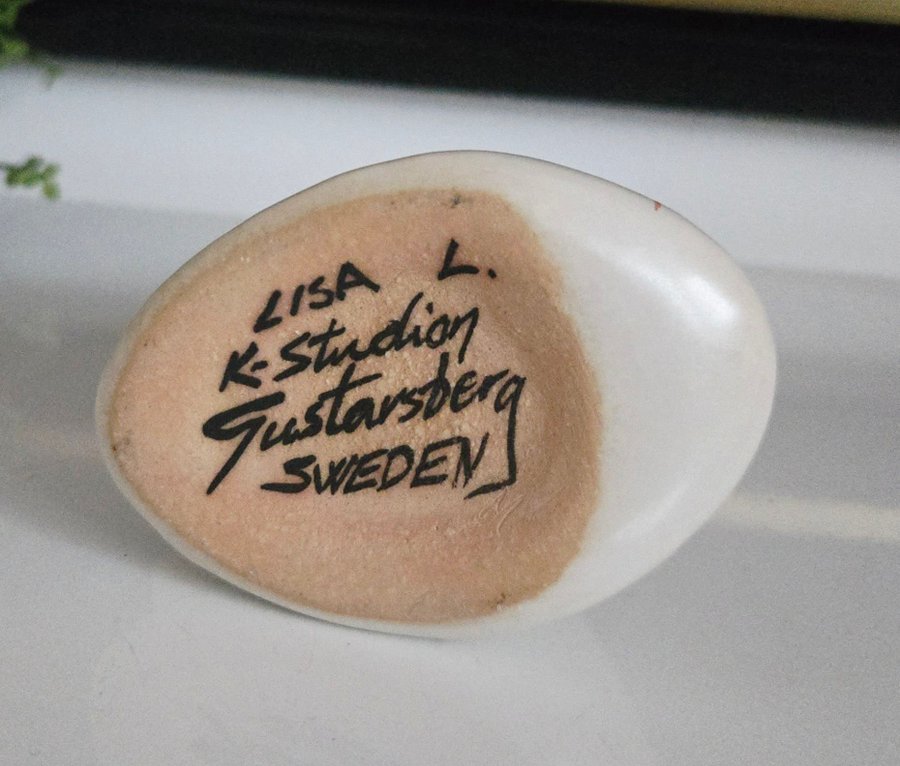 LISA L.
K-Studion
Gustavsberg
SWEDEN